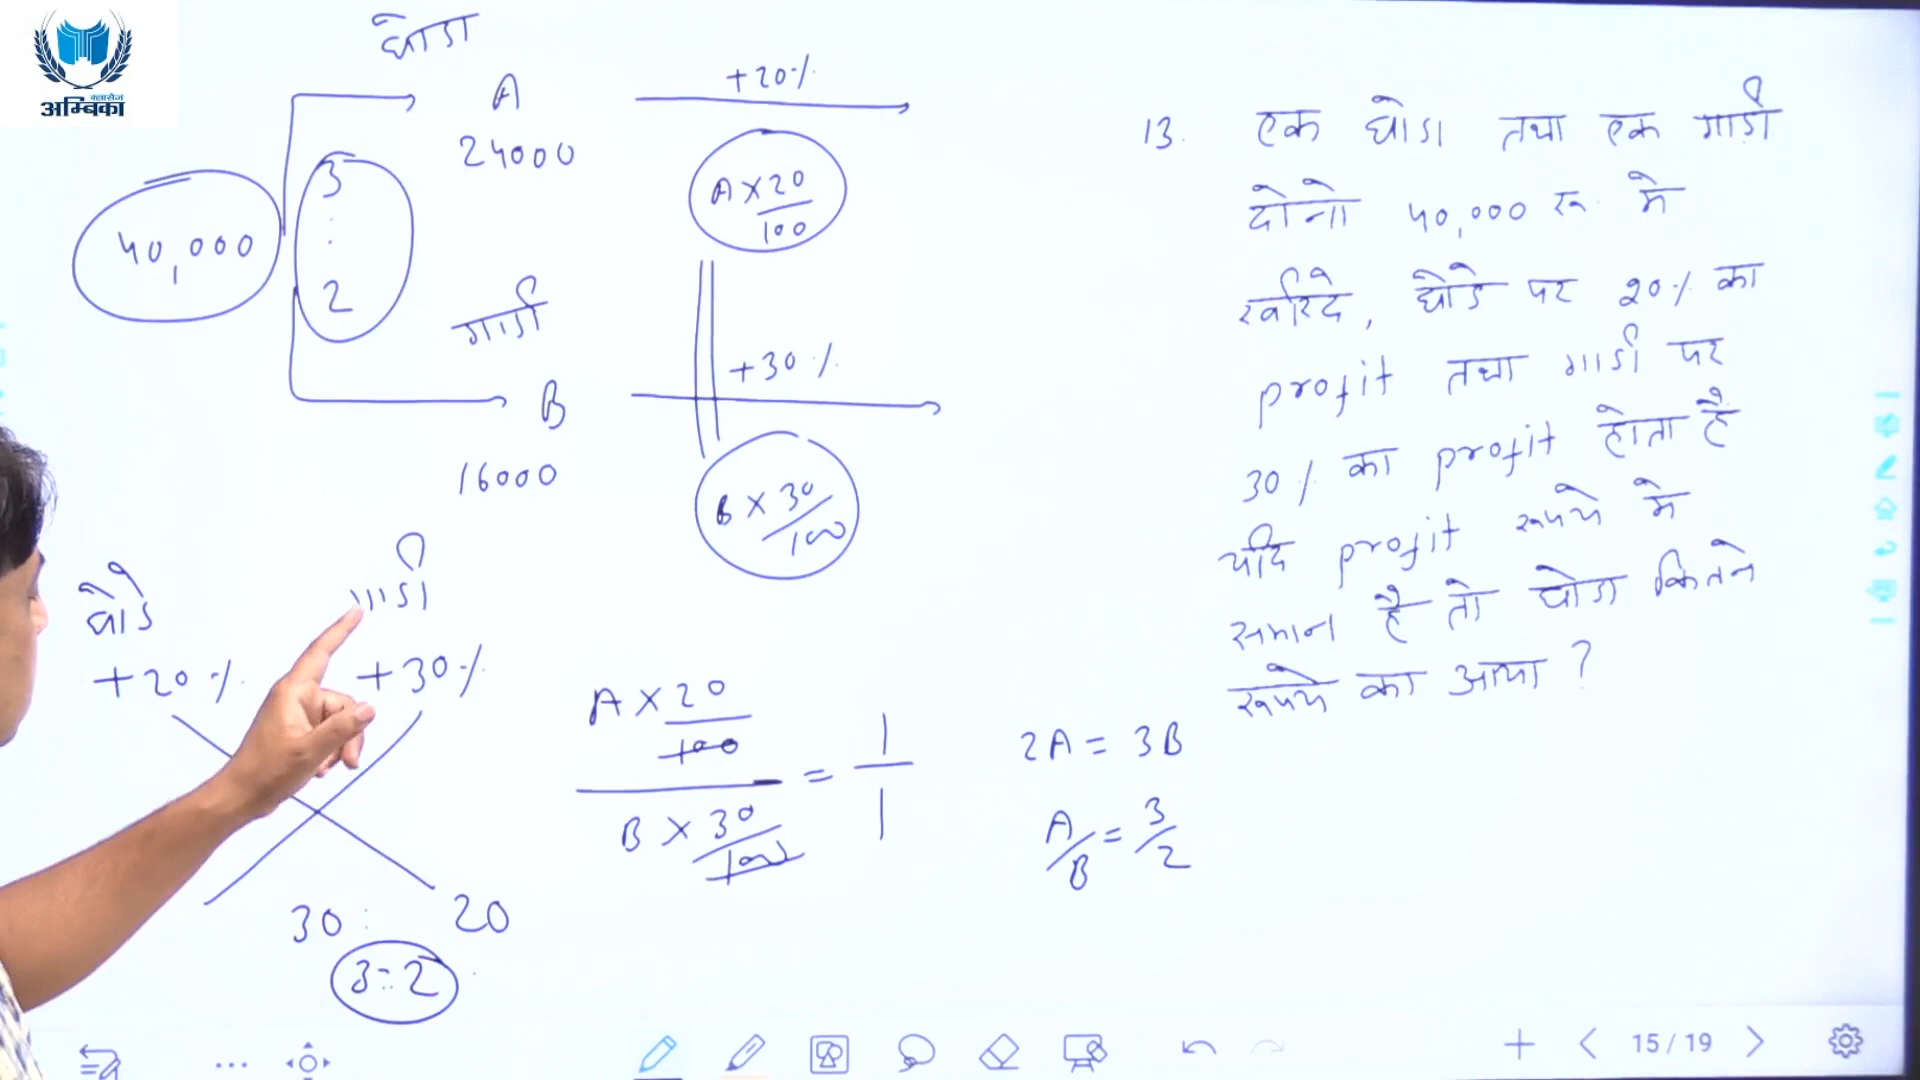 क्लासेज
अम्बिका
घोडा
A
24000
+20%
A × 20/100
40,000
3
:
2
गाडी
B
16000
+30%
B × 30/100
घोडे
गाडी
+20%
+30%
30 : 20
3:2
A × 20/100
B × 30/100
= 1/1
2A = 3B
A/B = 3/2
13. एक घोडा तथा एक गाडी
दोनो 40,000 रू. मे
खरिदे, घोडे पर 20% का
profit तथा गाडी पर
30% का profit होता है
यदि profit रूपये मे
समान है तो घोडा कितने
रूपये का आया ?
15/19